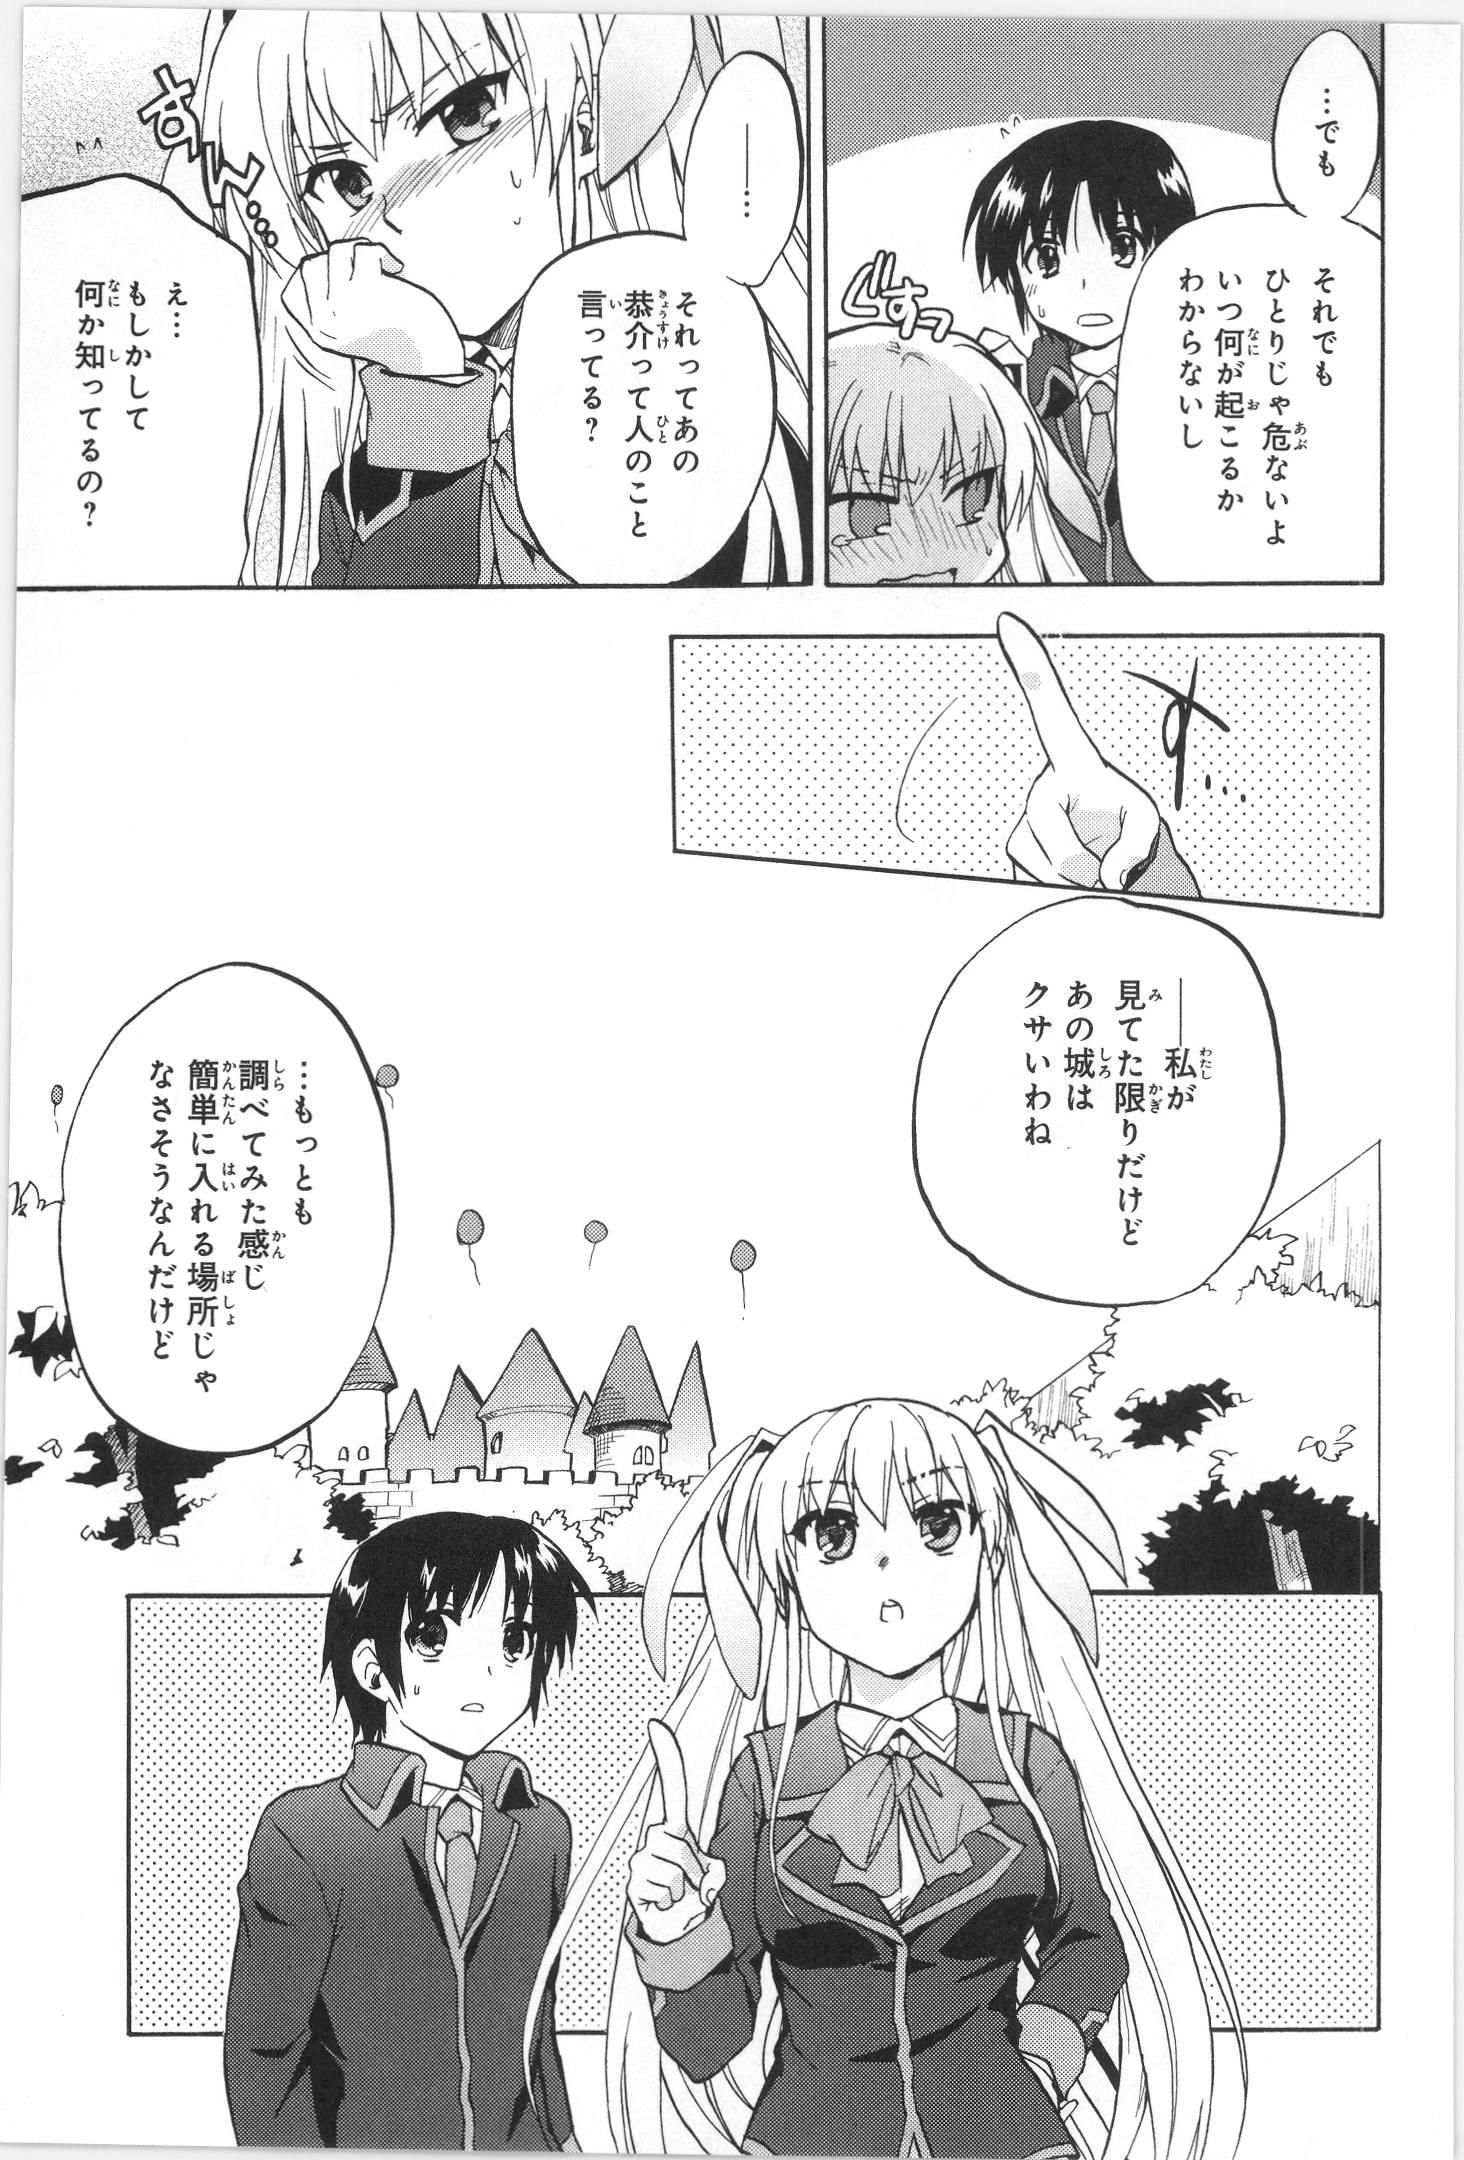 …でも
それでも
ひとりじゃ危ないよ
いつ何が起こるか
わからないし
ぐすっ
――…
それってあの
恭介って人のこと
言ってる?
すん…
え…
もしかして
何か知ってるの?
す…
――私が
見てた限りだけど
あの城は
クサいわね
…もっとも
調べてみた感じ
簡単に入れる場所じゃ
なさそうなんだけど